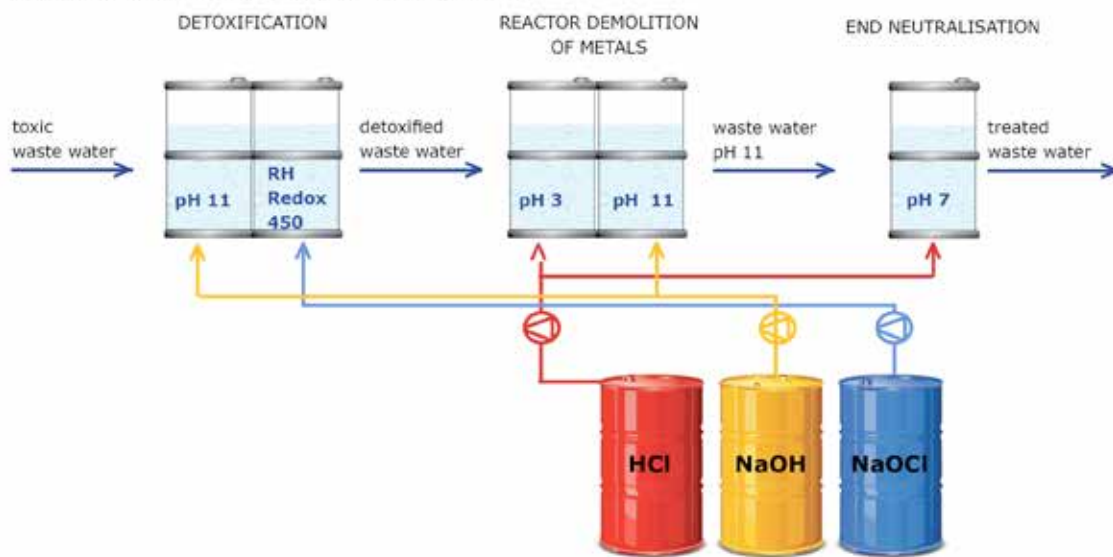 DETOXIFICATION
REACTOR DEMOLITION
OF METALS
END NEUTRALISATION
toxic
waste water
detoxified
waste water
waste water
pH 11
treated
waste water
pH 11
RH
Redox
450
pH 3
pH 11
pH 7
HCl
NaOH
NaOCl